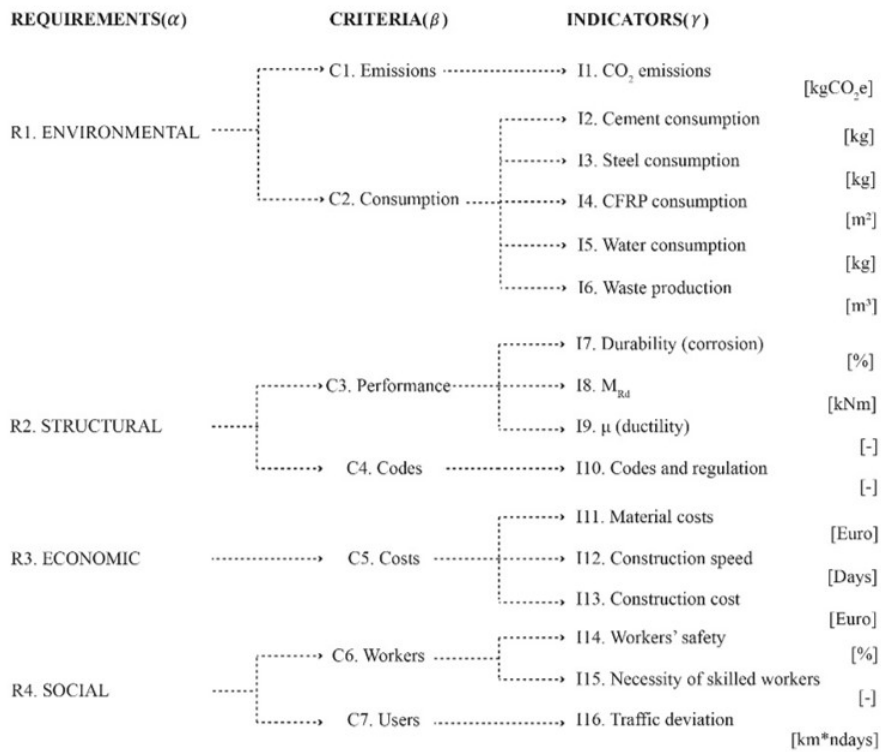 REQUIREMENTS(α) CRITERIA(β) INDICATORS(γ)
C1. Emissions I1. CO₂ emissions
[kgCO₂e]
I2. Cement consumption
R1. ENVIRONMENTAL [kg]
I3. Steel consumption
[kg]
C2. Consumption I4. CFRP consumption
[m²]
I5. Water consumption
[kg]
I6. Waste production
[m³]
I7. Durability (corrosion)
[%]
C3. Performance I8. M_Rd
[kNm]
R2. STRUCTURAL I9. μ (ductility)
[-]
C4. Codes I10. Codes and regulation
[-]
I11. Material costs
[Euro]
R3. ECONOMIC C5. Costs I12. Construction speed
[Days]
I13. Construction cost
[Euro]
I14. Workers' safety
C6. Workers [%]
I15. Necessity of skilled workers
R4. SOCIAL [-]
C7. Users I16. Traffic deviation
[km*ndays]